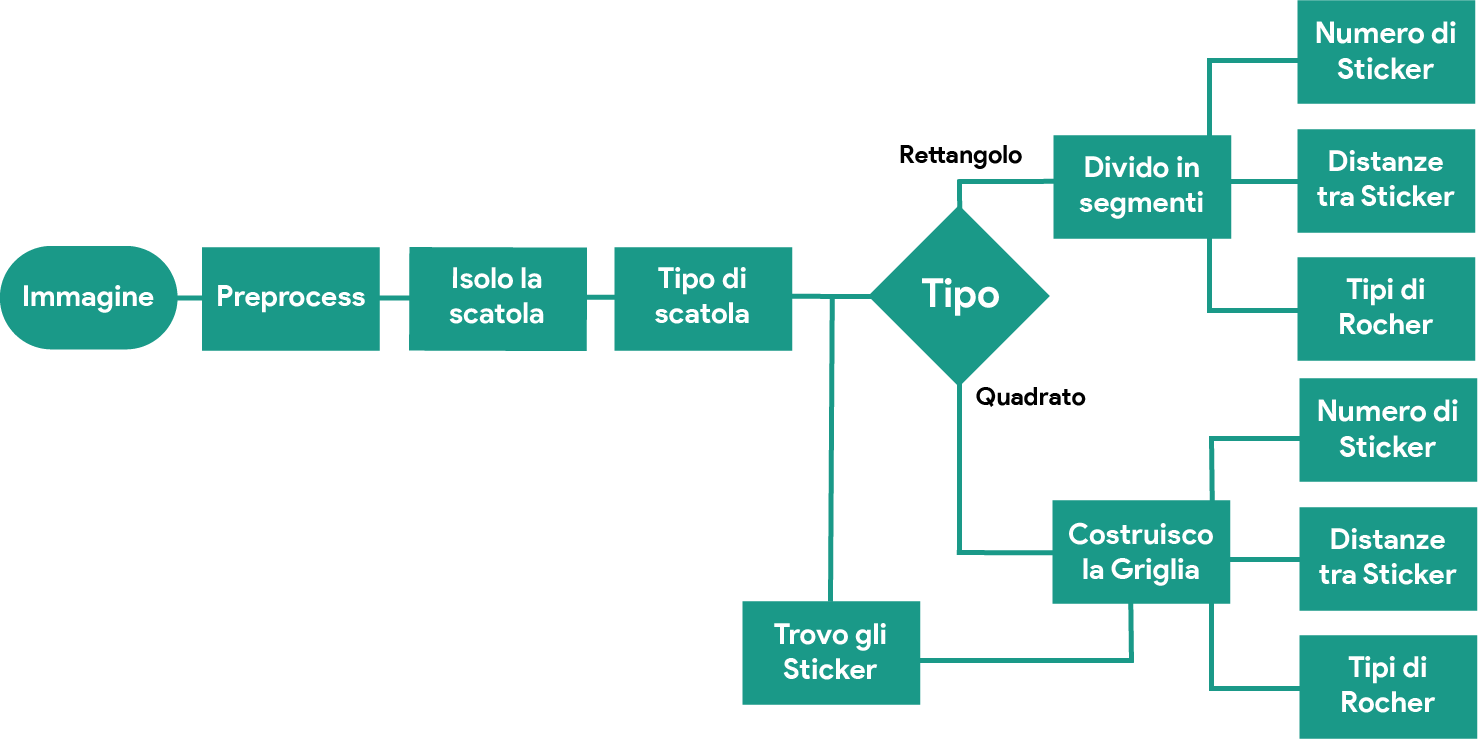 Immagine
Preprocess
Isolo la
scatola
Tipo di
scatola
Tipo
Rettangolo
Divido in
segmenti
Numero di
Sticker
Distanze
tra Sticker
Tipi di
Rocher
Quadrato
Trovo gli
Sticker
Costruisco
la Griglia
Numero di
Sticker
Distanze
tra Sticker
Tipi di
Rocher